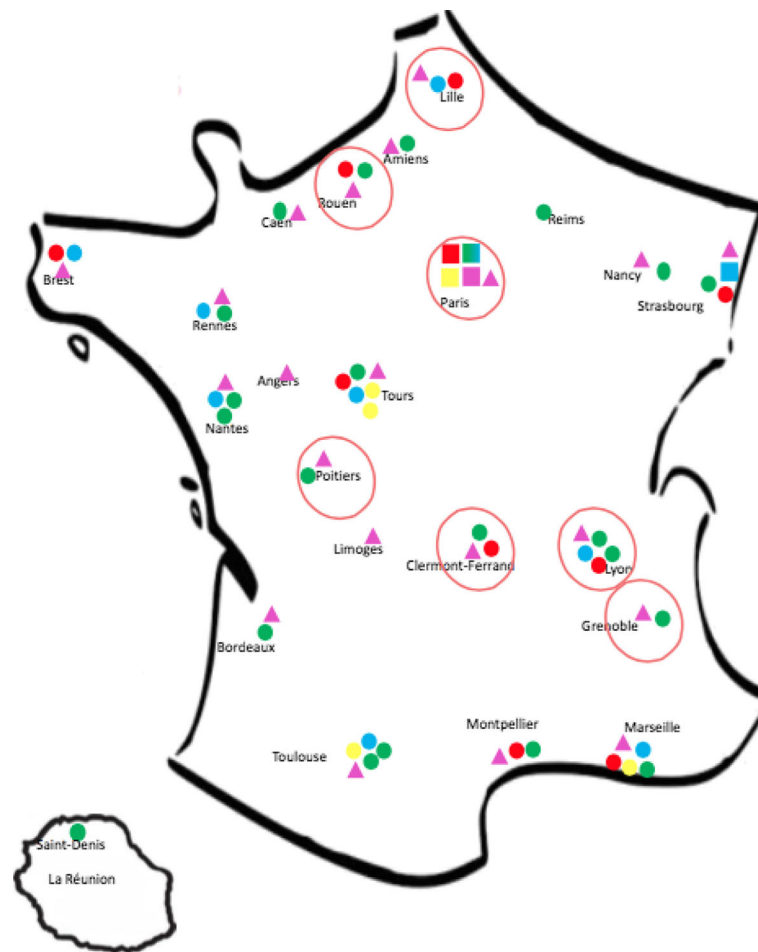 Lille
Amiens
Rouen
Caen
Reims
Nancy
Strasbourg
Paris
Brest
Rennes
Angers
Tours
Nantes
Poitiers
Limoges
Clermont-Ferrand
Lyon
Grenoble
Bordeaux
Montpellier
Marseille
Toulouse
Saint-Denis
La Réunion